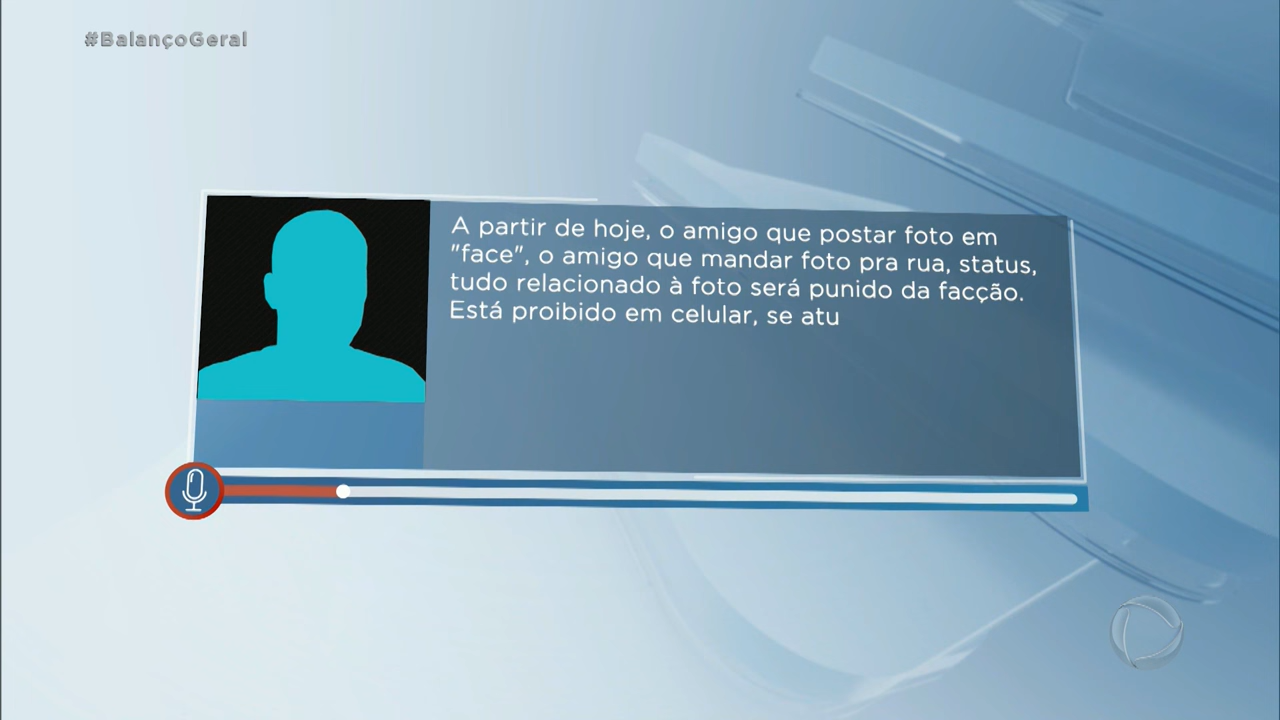 #BalançoGeral
A partir de hoje, o amigo que postar foto em
"face", o amigo que mandar foto pra rua, status,
tudo relacionado à foto será punido da facção.
Está proibido em celular, se atu